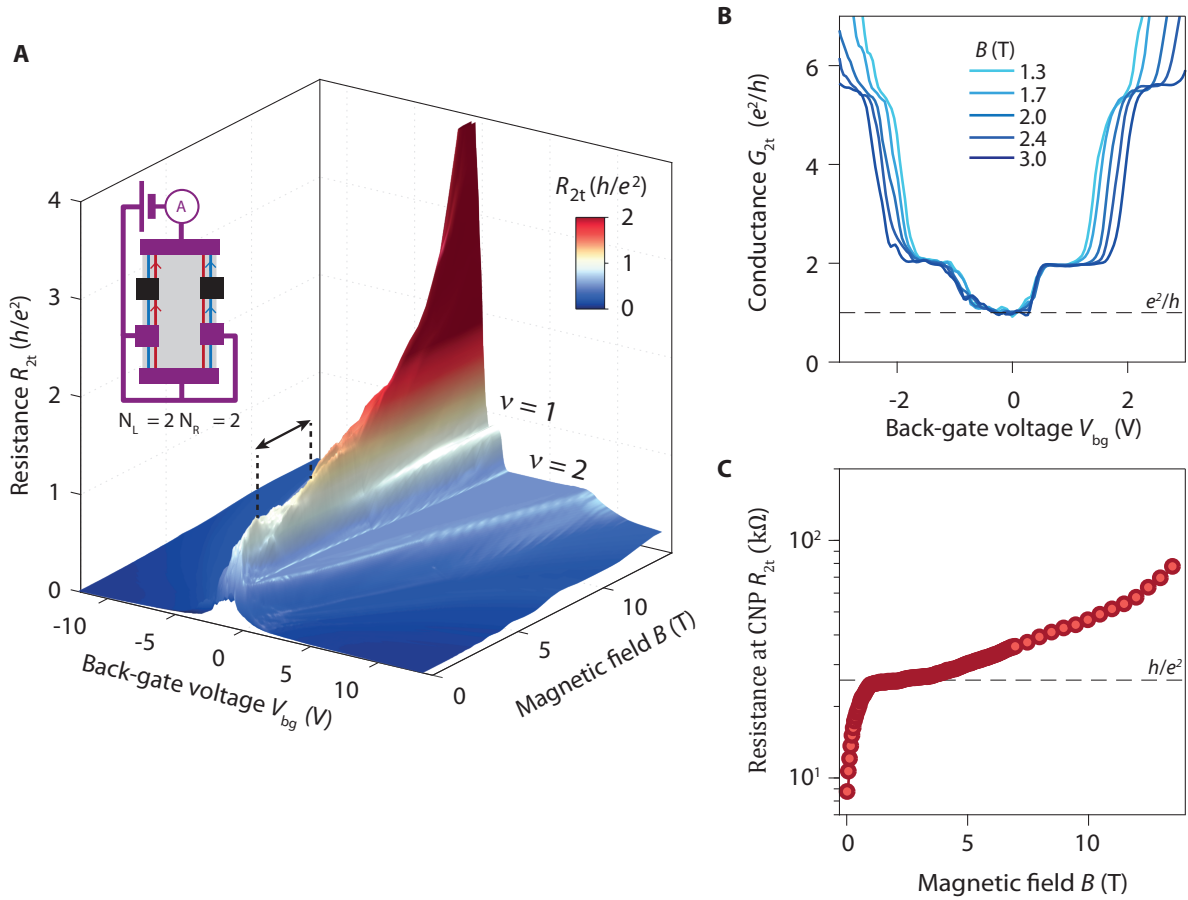 A
Resistance R2t (h/e²)
4
3
2
1
0
A
NL = 2 NR = 2
R2t (h/e²)
2
1
0
ν = 1
ν = 2
-10
-5
0
5
10
Back-gate voltage Vbg (V)
0
5
10
Magnetic field B (T)
B
Conductance G2t (e²/h)
6
4
2
0
B (T)
1.3
1.7
2.0
2.4
3.0
e²/h
-2
0
2
Back-gate voltage Vbg (V)
C
Resistance at CNP R2t (kΩ)
10²
10¹
h/e²
0
5
10
Magnetic field B (T)